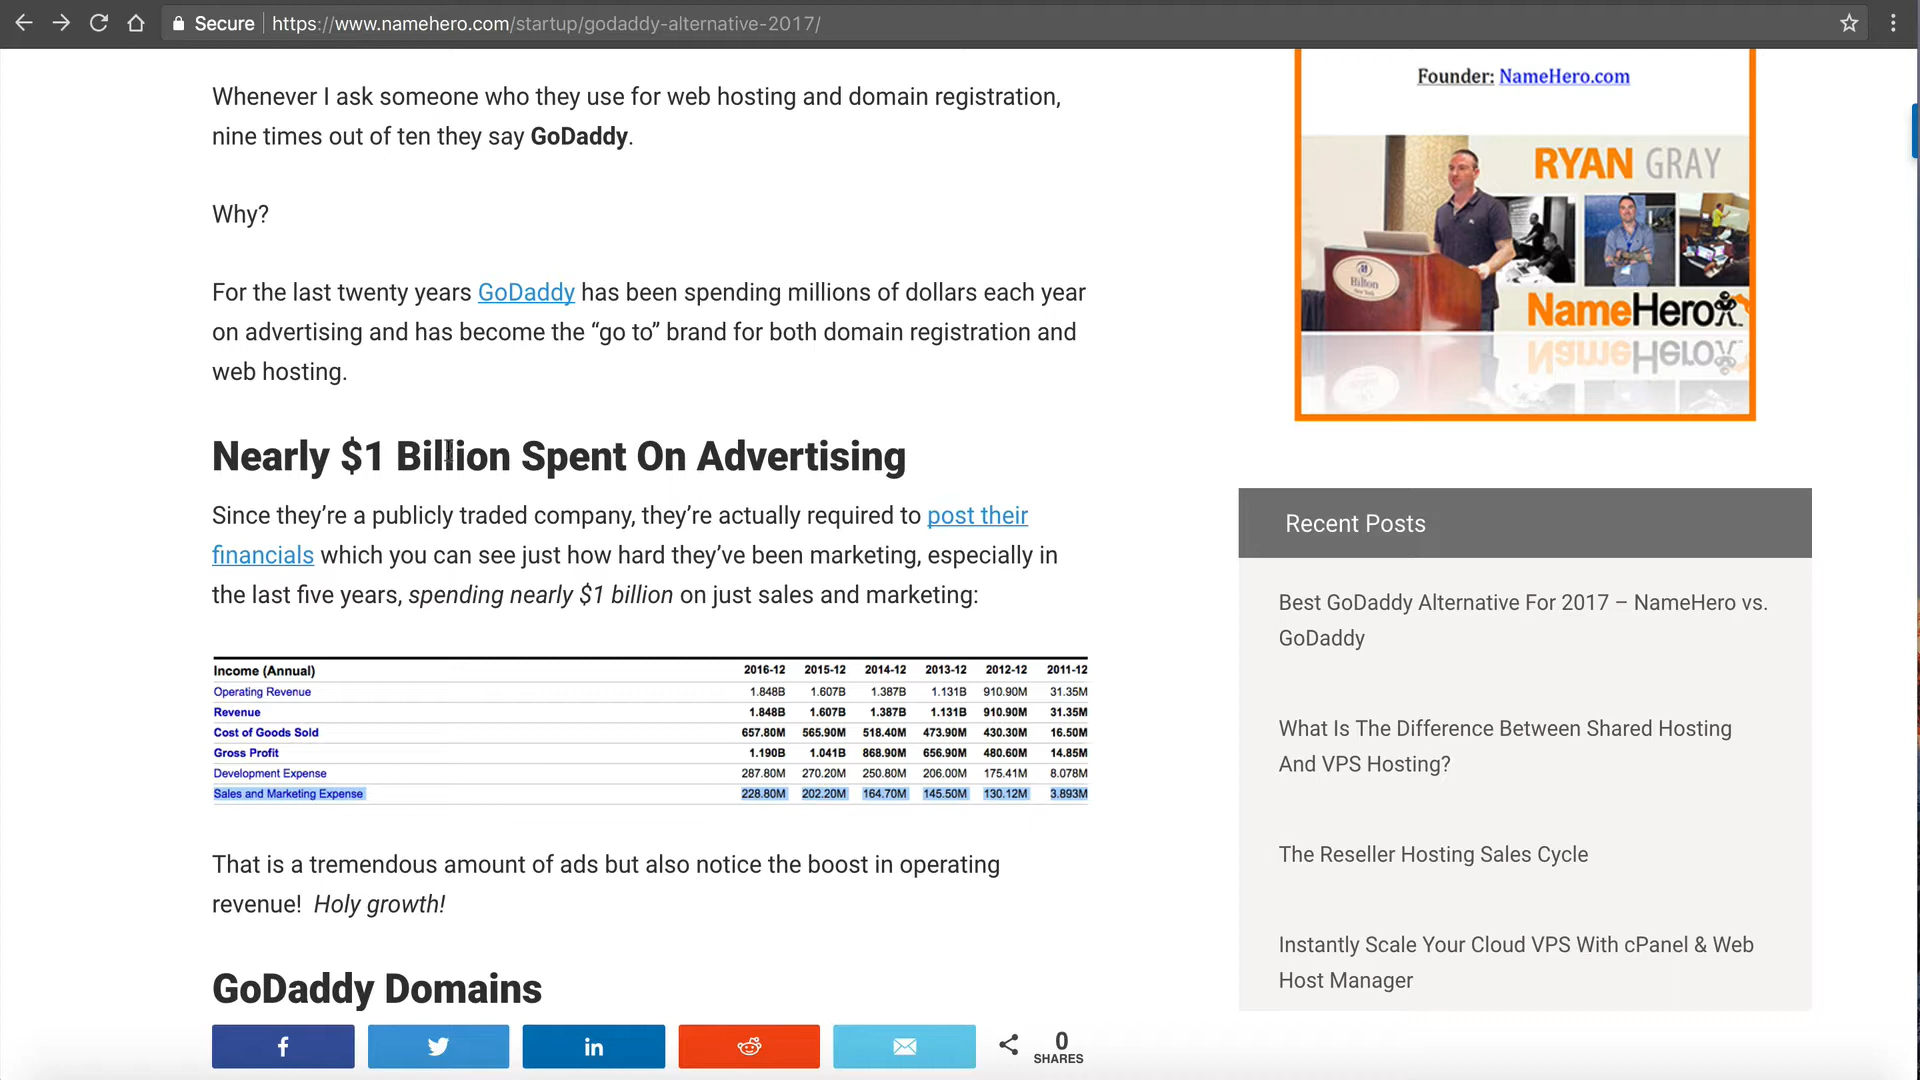 Secure https://www.namehero.com/startup/godaddy-alternative-2017/
Whenever I ask someone who they use for web hosting and domain registration,
nine times out of ten they say GoDaddy.
Why?
For the last twenty years GoDaddy has been spending millions of dollars each year
on advertising and has become the “go to” brand for both domain registration and
web hosting.
Nearly $1 Billion Spent On Advertising
Since they’re a publicly traded company, they’re actually required to post their
financials which you can see just how hard they’ve been marketing, especially in
the last five years, spending nearly $1 billion on just sales and marketing:
Income (Annual) 2016-12 2015-12 2014-12 2013-12 2012-12 2011-12
Operating Revenue 1.848B 1.607B 1.387B 1.131B 910.90M 31.35M
Revenue 1.848B 1.607B 1.387B 1.131B 910.90M 31.35M
Cost of Goods Sold 657.80M 565.90M 518.40M 473.90M 430.30M 16.50M
Gross Profit 1.190B 1.041B 868.90M 656.90M 480.60M 14.85M
Development Expense 287.80M 270.20M 250.80M 206.00M 175.41M 8.078M
Sales and Marketing Expense 228.80M 202.20M 164.70M 145.50M 130.12M 3.893M
That is a tremendous amount of ads but also notice the boost in operating
revenue! Holy growth!
GoDaddy Domains
0
SHARES
Founder: NameHero.com
RYAN GRAY
Hilton
NameHero
Recent Posts
Best GoDaddy Alternative For 2017 – NameHero vs.
GoDaddy
What Is The Difference Between Shared Hosting
And VPS Hosting?
The Reseller Hosting Sales Cycle
Instantly Scale Your Cloud VPS With cPanel & Web
Host Manager